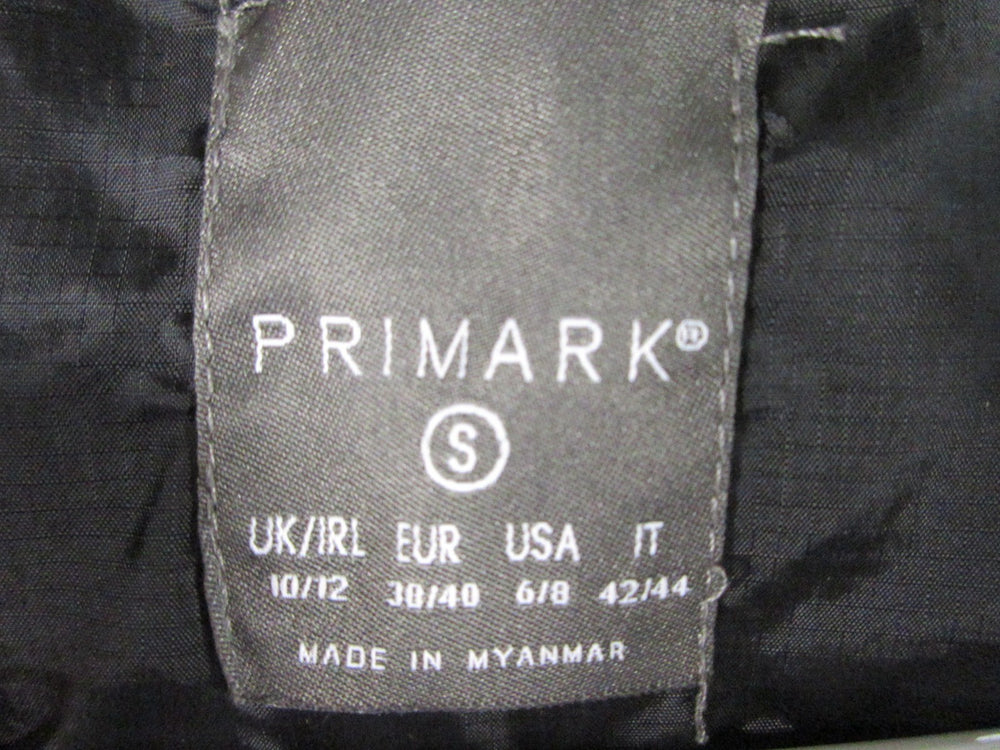 PRIMARK®
S
UK/IRL EUR USA IT
10/12 38/40 6/8 42/44
MADE IN MYANMAR